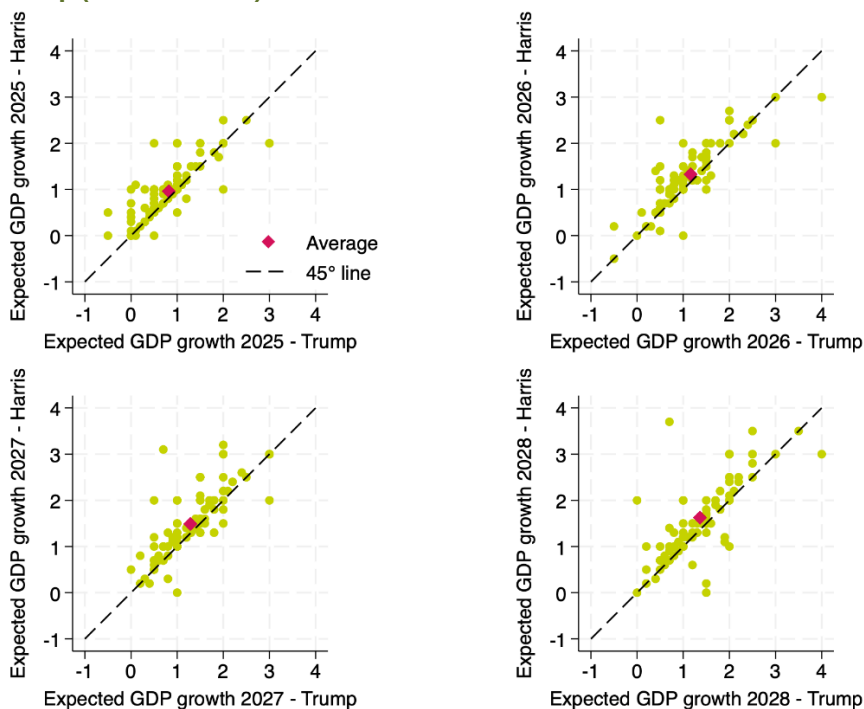 Expected GDP growth 2025 - Harris
4
3
2
1
0
-1
Average
45° line
-1 0 1 2 3 4
Expected GDP growth 2025 - Trump
Expected GDP growth 2026 - Harris
4
3
2
1
0
-1
-1 0 1 2 3 4
Expected GDP growth 2026 - Trump
Expected GDP growth 2027 - Harris
4
3
2
1
0
-1
-1 0 1 2 3 4
Expected GDP growth 2027 - Trump
Expected GDP growth 2028 - Harris
4
3
2
1
0
-1
-1 0 1 2 3 4
Expected GDP growth 2028 - Trump